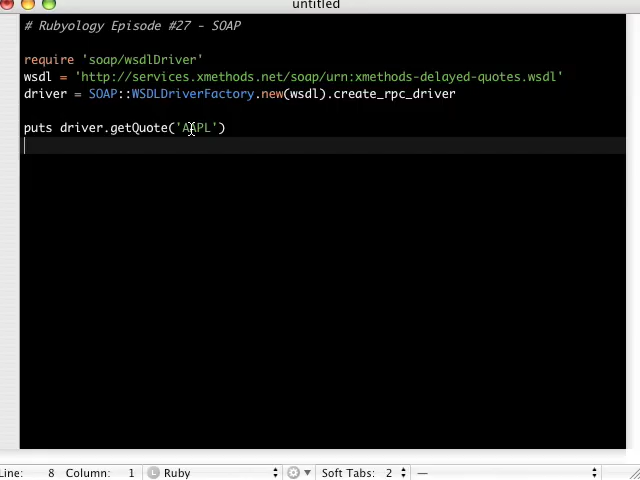 untitled
# Rubyology Episode #27 - SOAP
require 'soap/wsdlDriver'
wsdl = 'http://services.xmethods.net/soap/urn:xmethods-delayed-quotes.wsdl'
driver = SOAP::WSDLDriverFactory.new(wsdl).create_rpc_driver
puts driver.getQuote('AAPL')
Line: 8 Column: 1 L Ruby Soft Tabs: 2 —